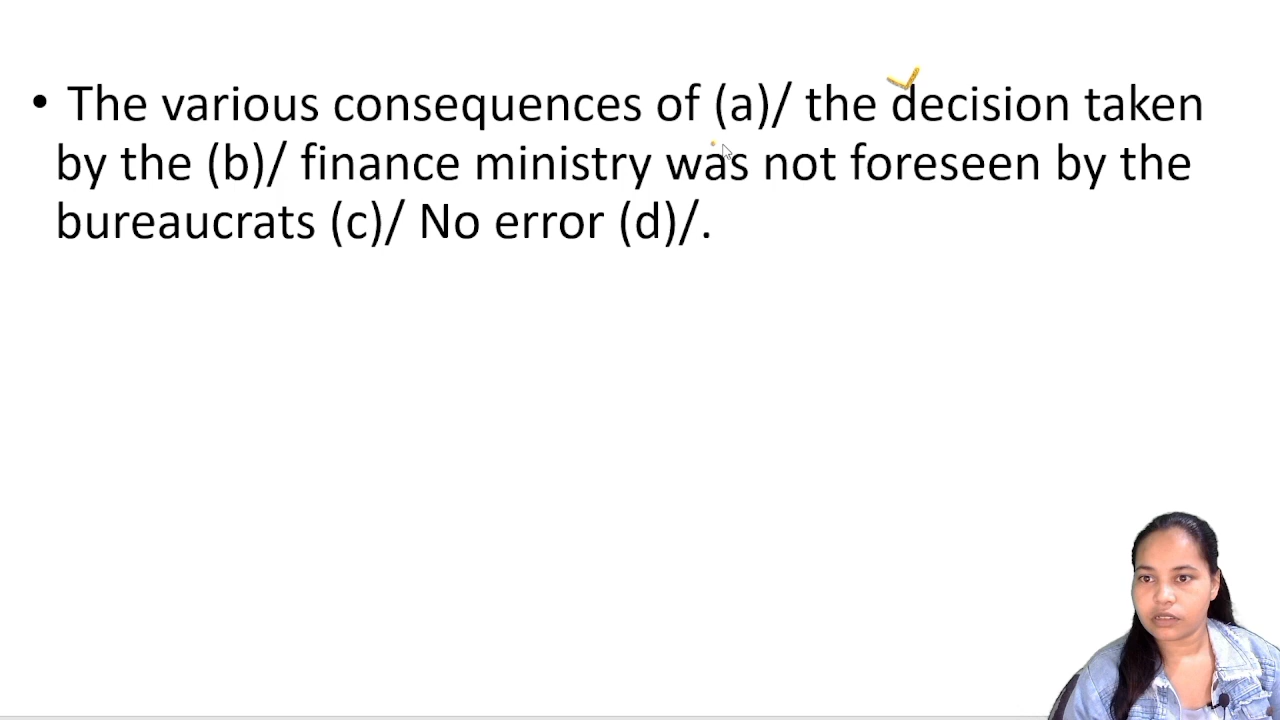 • The various consequences of (a)/ the decision taken
by the (b)/ finance ministry was not foreseen by the
bureaucrats (c)/ No error (d)/.